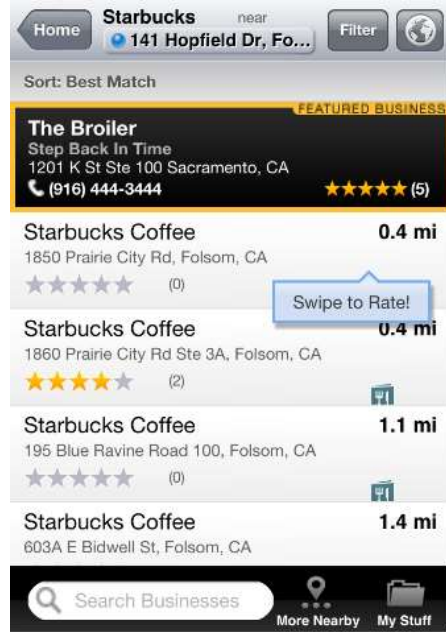 Home
Starbucks near
141 Hopfield Dr, Fo...
Filter
Sort: Best Match
FEATURED BUSINESS
The Broiler
Step Back In Time
1201 K St Ste 100 Sacramento, CA
(916) 444-3444
(5)
Starbucks Coffee 0.4 mi
1850 Prairie City Rd, Folsom, CA
(0)
Swipe to Rate!
Starbucks Coffee 0.4 mi
1860 Prairie City Rd Ste 3A, Folsom, CA
(2)
Starbucks Coffee 1.1 mi
195 Blue Ravine Road 100, Folsom, CA
(0)
Starbucks Coffee 1.4 mi
603A E Bidwell St, Folsom, CA
Search Businesses
More Nearby
My Stuff